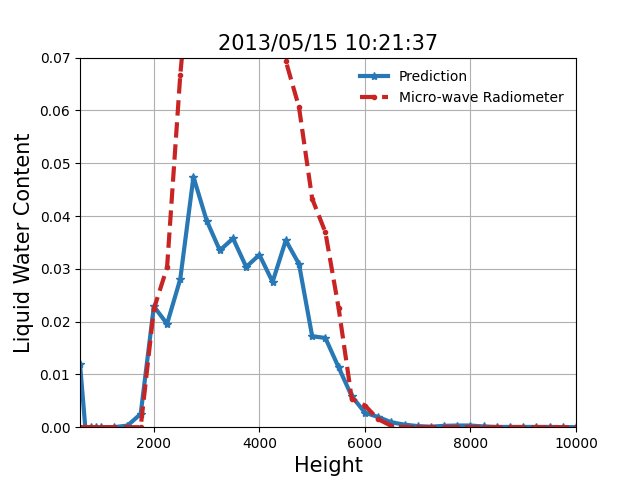 2013/05/15 10:21:37
0.07
0.06
0.05
0.04
0.03
0.02
0.01
0.00
Liquid Water Content
Prediction
Micro-wave Radiometer
2000 4000 6000 8000 10000
Height